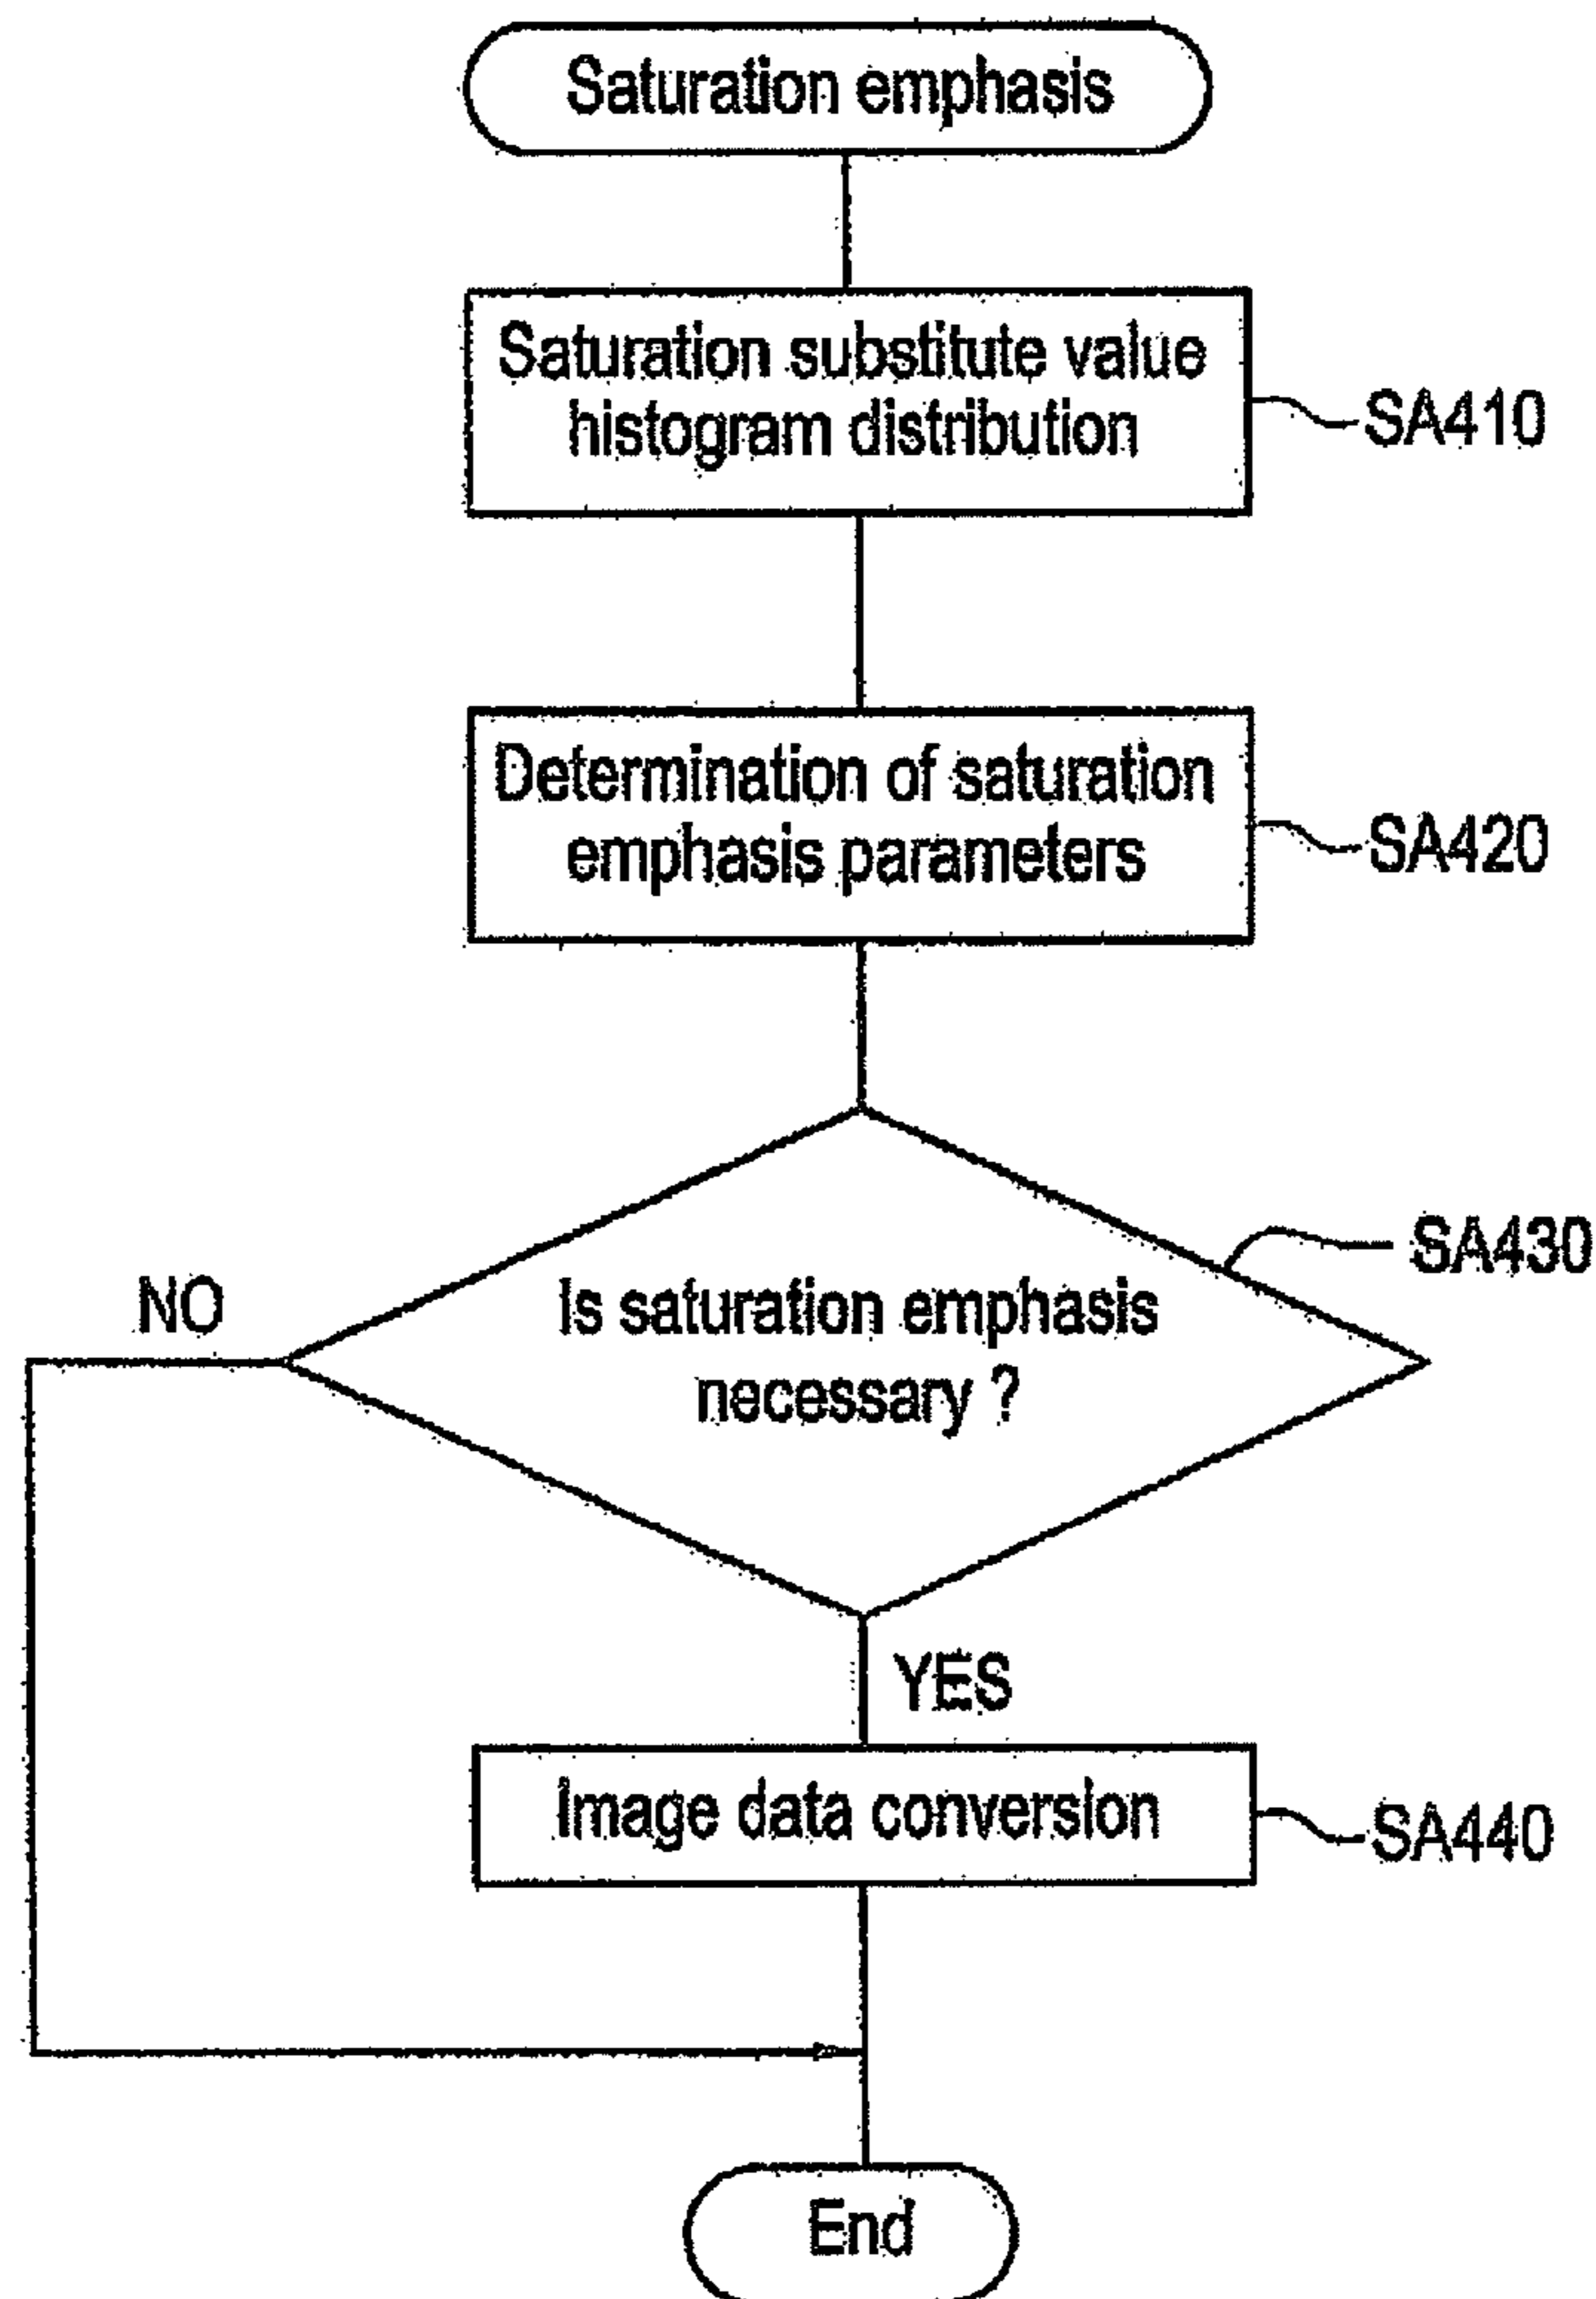 Saturation emphasis
Saturation substitute value
histogram distribution
SA410
Determination of saturation
emphasis parameters
SA420
SA430
NO
Is saturation emphasis
necessary ?
YES
Image data conversion
SA440
End